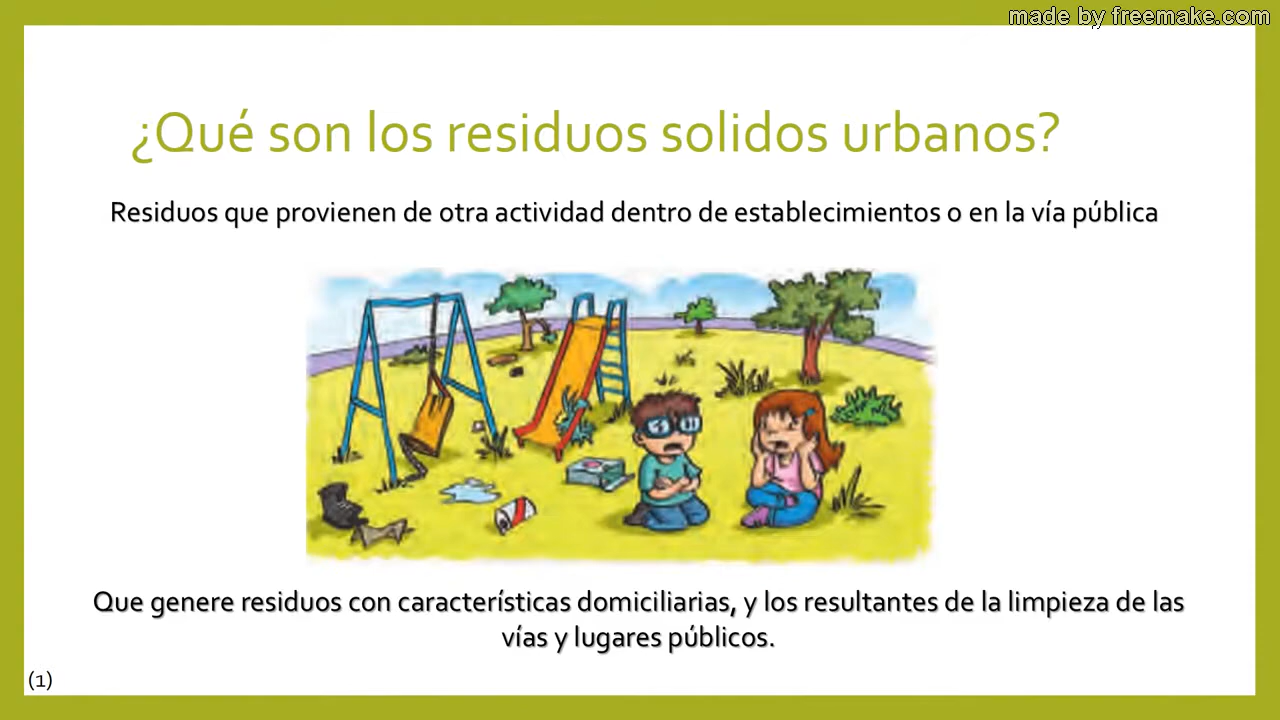 made by freemake.com
¿Qué son los residuos solidos urbanos?
Residuos que provienen de otra actividad dentro de establecimientos o en la vía pública
Que genere residuos con características domiciliarias, y los resultantes de la limpieza de las
vías y lugares públicos.
(1)